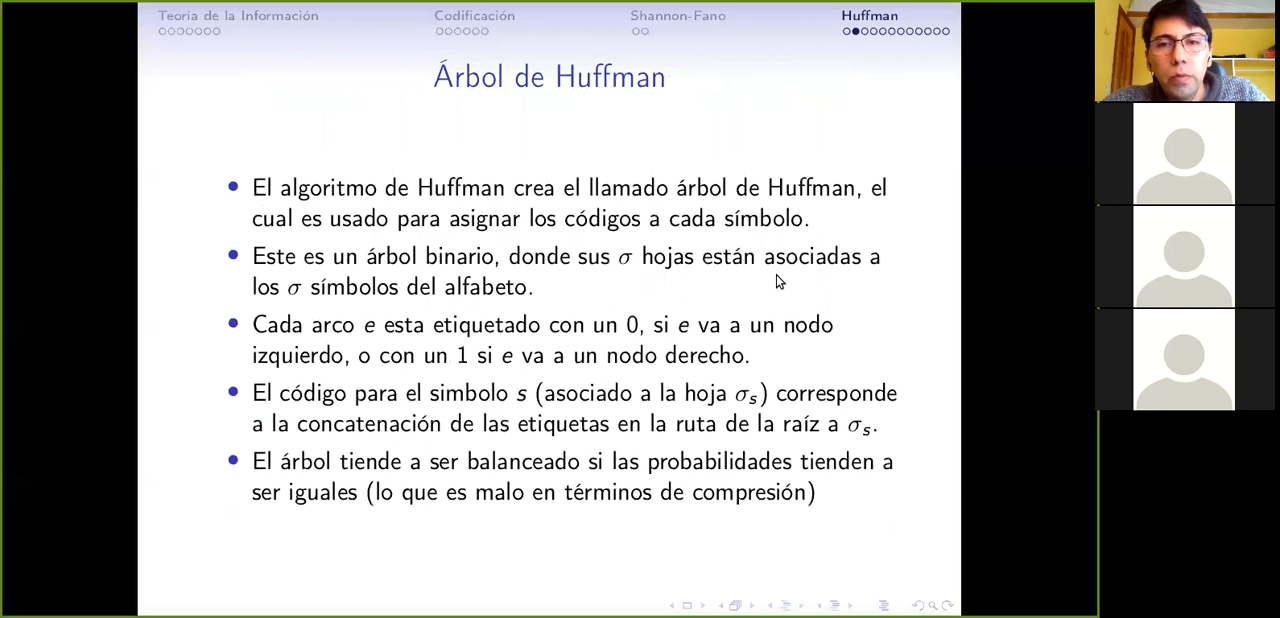 Teoría de la Información Codificación Shannon-Fano Huffman
Árbol de Huffman
El algoritmo de Huffman crea el llamado árbol de Huffman, el
cual es usado para asignar los códigos a cada símbolo.
Este es un árbol binario, donde sus σ hojas están asociadas a
los σ símbolos del alfabeto.
Cada arco e esta etiquetado con un 0, si e va a un nodo
izquierdo, o con un 1 si e va a un nodo derecho.
El código para el simbolo s (asociado a la hoja σₛ) corresponde
a la concatenación de las etiquetas en la ruta de la raíz a σₛ.
El árbol tiende a ser balanceado si las probabilidades tienden a
ser iguales (lo que es malo en términos de compresión)